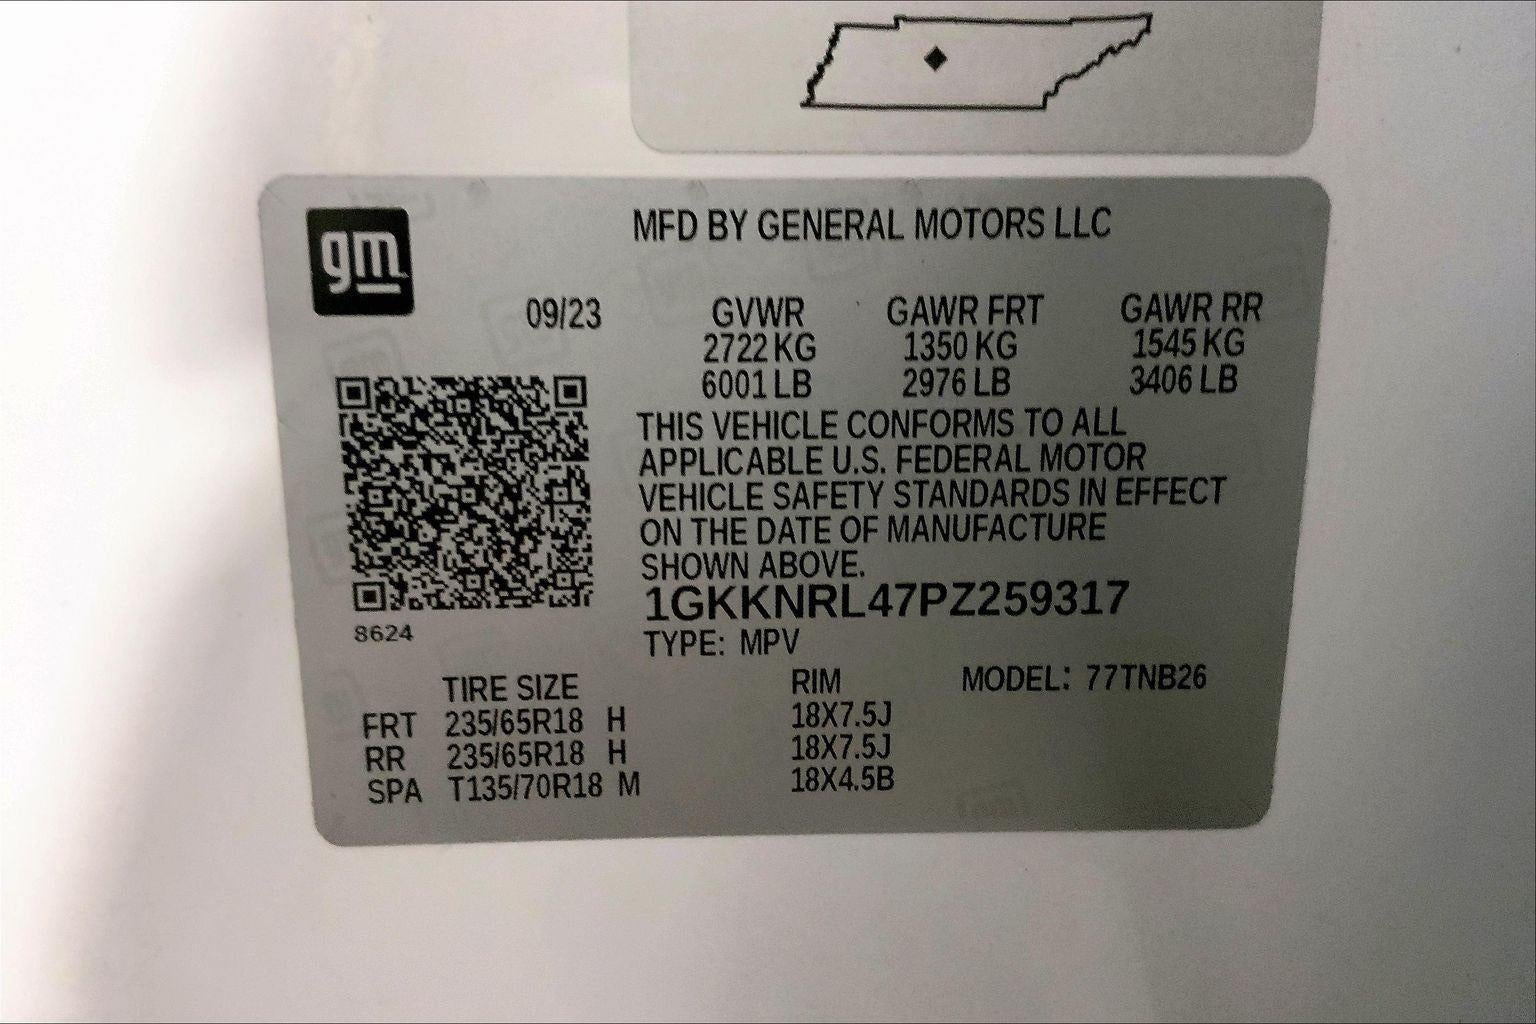 gm
MFD BY GENERAL MOTORS LLC
09/23 GVWR GAWR FRT GAWR RR
2722 KG 1350 KG 1545 KG
6001 LB 2976 LB 3406 LB
THIS VEHICLE CONFORMS TO ALL
APPLICABLE U.S. FEDERAL MOTOR
VEHICLE SAFETY STANDARDS IN EFFECT
ON THE DATE OF MANUFACTURE
SHOWN ABOVE.
1GKKNRL47PZ259317
8624
TYPE: MPV
TIRE SIZE RIM MODEL: 77TNB26
FRT 235/65R18 H 18X7.5J
RR 235/65R18 H 18X7.5J
SPA T135/70R18 M 18X4.5B